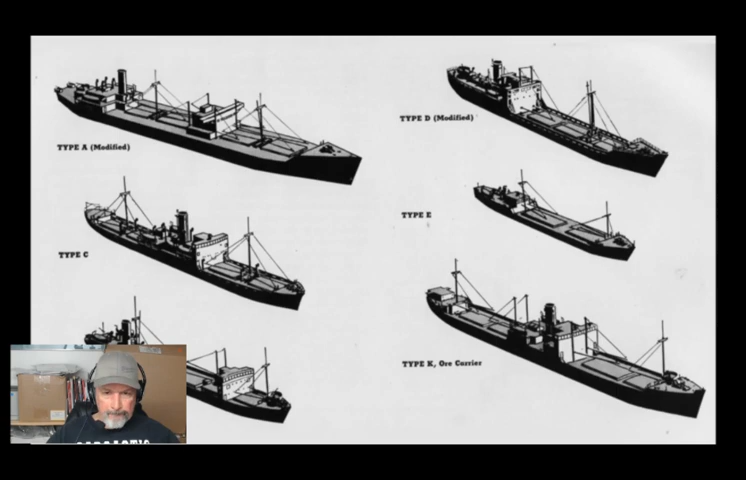 TYPE A (Modified)
TYPE D (Modified)
TYPE C
TYPE E
TYPE K, Ore Carrier